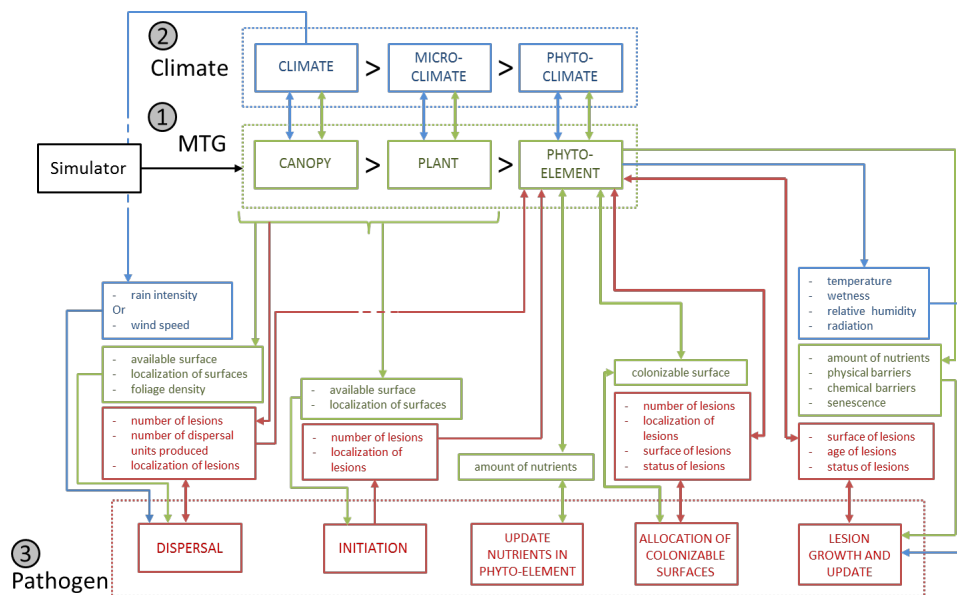 2
Climate
CLIMATE
>
MICRO-
CLIMATE
>
PHYTO-
CLIMATE
1
MTG
Simulator
CANOPY
>
PLANT
>
PHYTO-
ELEMENT
- rain intensity
Or
- wind speed
- available surface
- localization of surfaces
- foliage density
- number of lesions
- number of dispersal
units produced
- localization of lesions
- available surface
- localization of surfaces
- number of lesions
- localization of
lesions
amount of nutrients
colonizable surface
- number of lesions
- localization of
lesions
- surface of lesions
- status of lesions
- temperature
- wetness
- relative humidity
- radiation
- amount of nutrients
- physical barriers
- chemical barriers
- senescence
- surface of lesions
- age of lesions
- status of lesions
3
Pathogen
DISPERSAL
INITIATION
UPDATE
NUTRIENTS IN
PHYTO-ELEMENT
ALLOCATION OF
COLONIZABLE
SURFACES
LESION
GROWTH AND
UPDATE